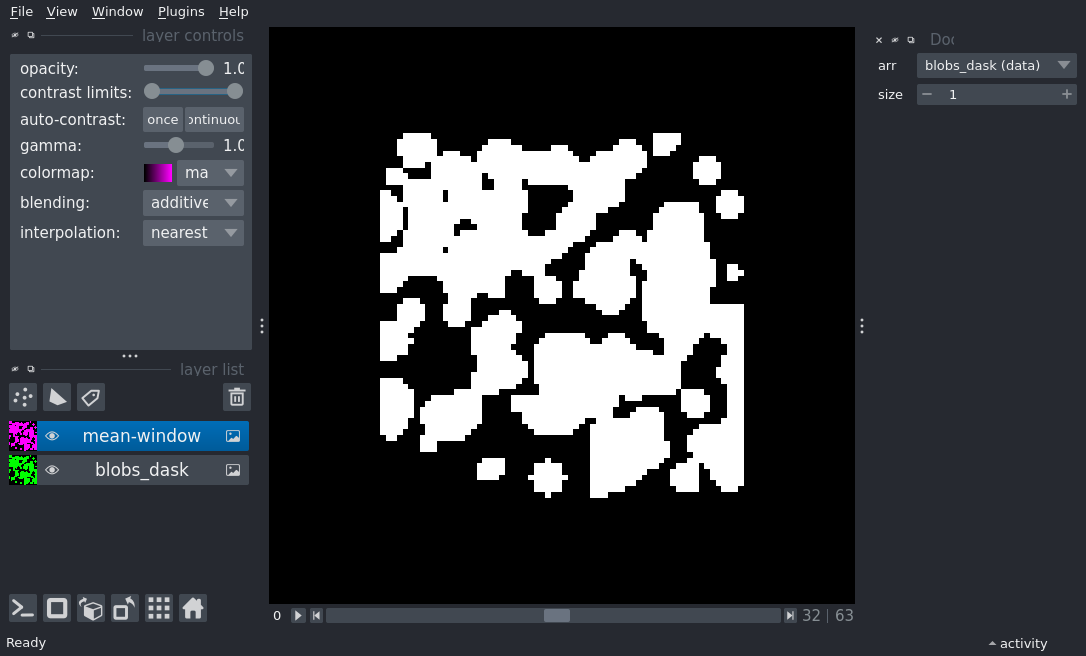 File View Window Plugins Help
layer controls
opacity: 1.0
contrast limits:
auto-contrast: once ontinuou
gamma: 1.0
colormap: ma
blending: additive
interpolation: nearest
layer list
mean-window
blobs_dask
0 32 | 63
Ready
Doc
arr blobs_dask (data)
size 1
activity